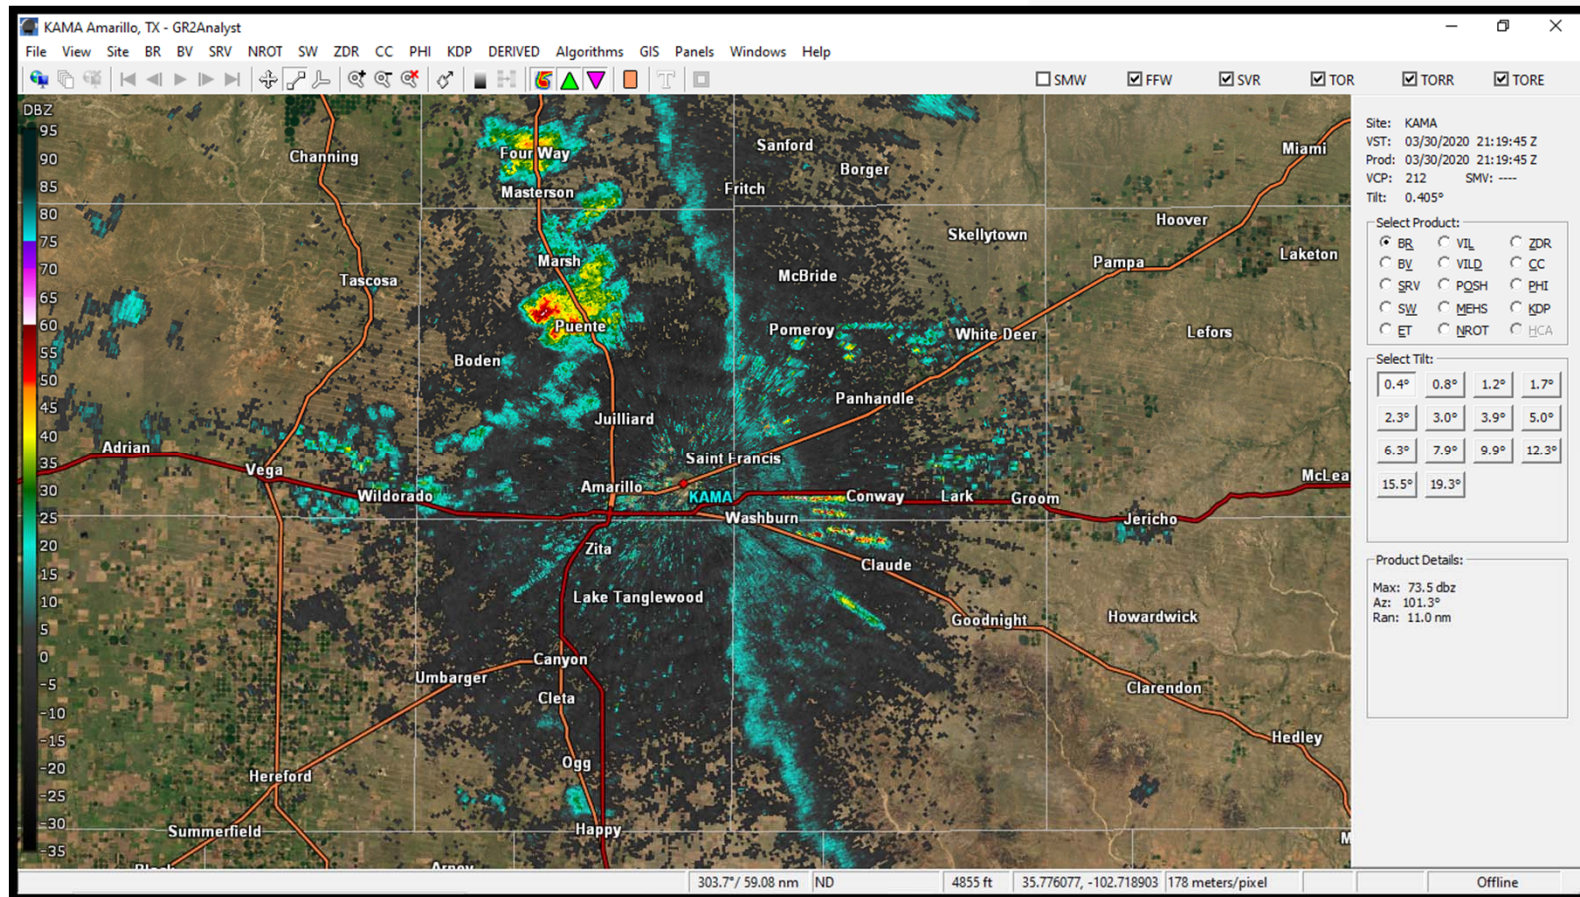 KAMA Amarillo, TX - GR2Analyst
File View Site BR BV SRV NROT SW ZDR CC PHI KDP DERIVED Algorithms GIS Panels Windows Help
SMW FFW SVR TOR TORR TORE
DBZ
95
90
85
80
75
70
65
60
55
50
45
40
35
30
25
20
15
10
5
0
-5
-10
-15
-20
-25
-30
-35
Channing
Four Way
Sanford
Miami
Borger
Masterson
Fritch
Hoover
Skellytown
Laketon
Marsh
Pampa
Tascosa
McBride
Puente
Pomeroy
White Deer
Lefors
Boden
Panhandle
Juilliard
Adrian
Saint Francis
Vega
McLea
Amarillo
KAMA
Wildorado
Conway
Lark
Groom
Washburn
Jericho
Zita
Claude
Lake Tanglewood
Goodnight
Howardwick
Canyon
Umbarger
Clarendon
Cleta
Hedley
Ogg
Hereford
Summerfield
Happy
Site: KAMA
VST: 03/30/2020 21:19:45 Z
Prod: 03/30/2020 21:19:45 Z
VCP: 212 SMV: ----
Tilt: 0.405°
Select Product:
BR VIL ZDR
BV VILD CC
SRV POSH PHI
SW MEHS KDP
ET NROT HCA
Select Tilt:
0.4° 0.8° 1.2° 1.7°
2.3° 3.0° 3.9° 5.0°
6.3° 7.9° 9.9° 12.3°
15.5° 19.3°
Product Details:
Max: 73.5 dbz
Az: 101.3°
Ran: 11.0 nm
303.7°/ 59.08 nm ND 4855 ft 35.776077, -102.718903 178 meters/pixel Offline